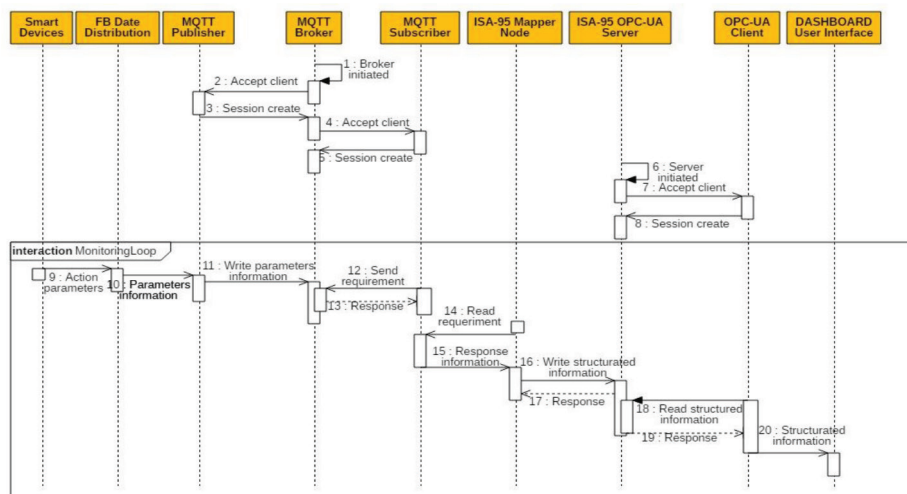 Smart
Devices
FB Date
Distribution
MQTT
Publisher
MQTT
Broker
MQTT
Subscriber
ISA-95 Mapper
Node
ISA-95 OPC-UA
Server
OPC-UA
Client
DASHBOARD
User Interface
1 : Broker
initiated
2 : Accept client
3 : Session create
4 : Accept client
5 : Session create
6 : Server
initiated
7 : Accept client
8 : Session create
interaction MonitoringLoop
9 : Action
parameters
10 : Parameters
information
11 : Write parameters
information
12 : Send
requirement
13 : Response
14 : Read
requeriment
15 : Response
information
16 : Write structurated
information
17 : Response
18 : Read structured
information
19 : Response
20 : Structurated
information